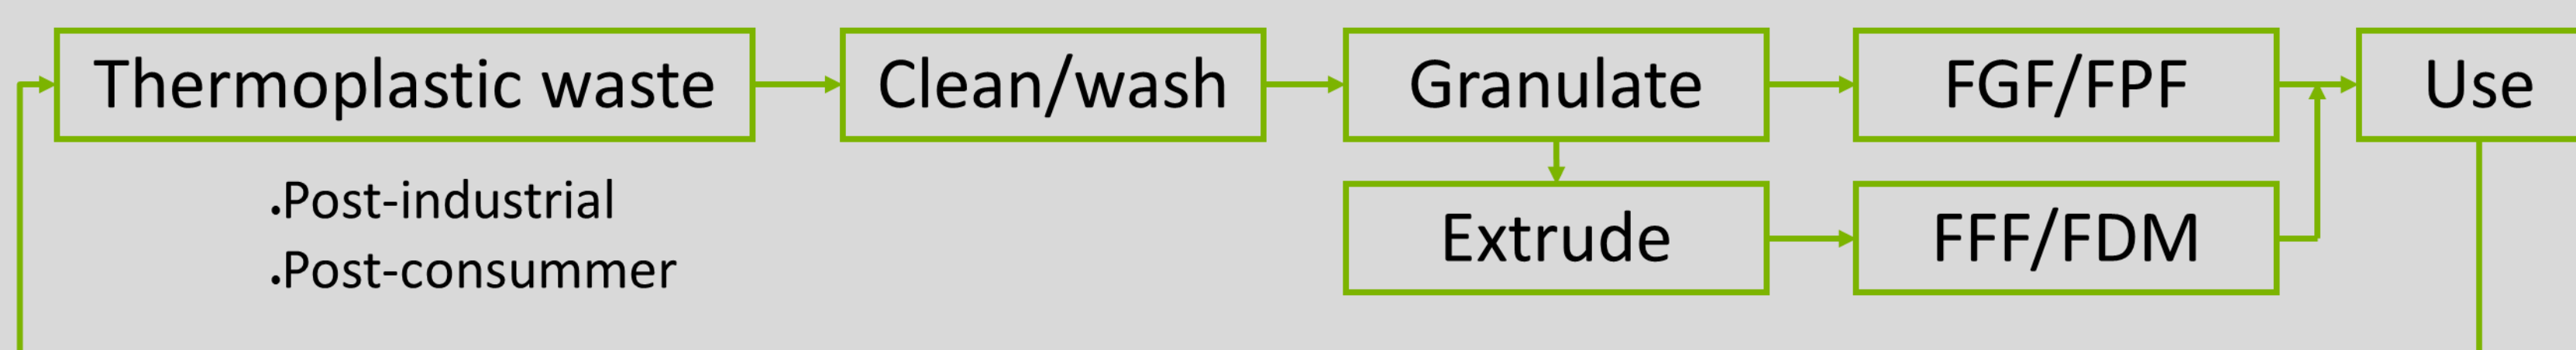 Thermoplastic waste
Clean/wash
Granulate
FGF/FPF
Use
.Post-industrial
.Post-consummer
Extrude
FFF/FDM